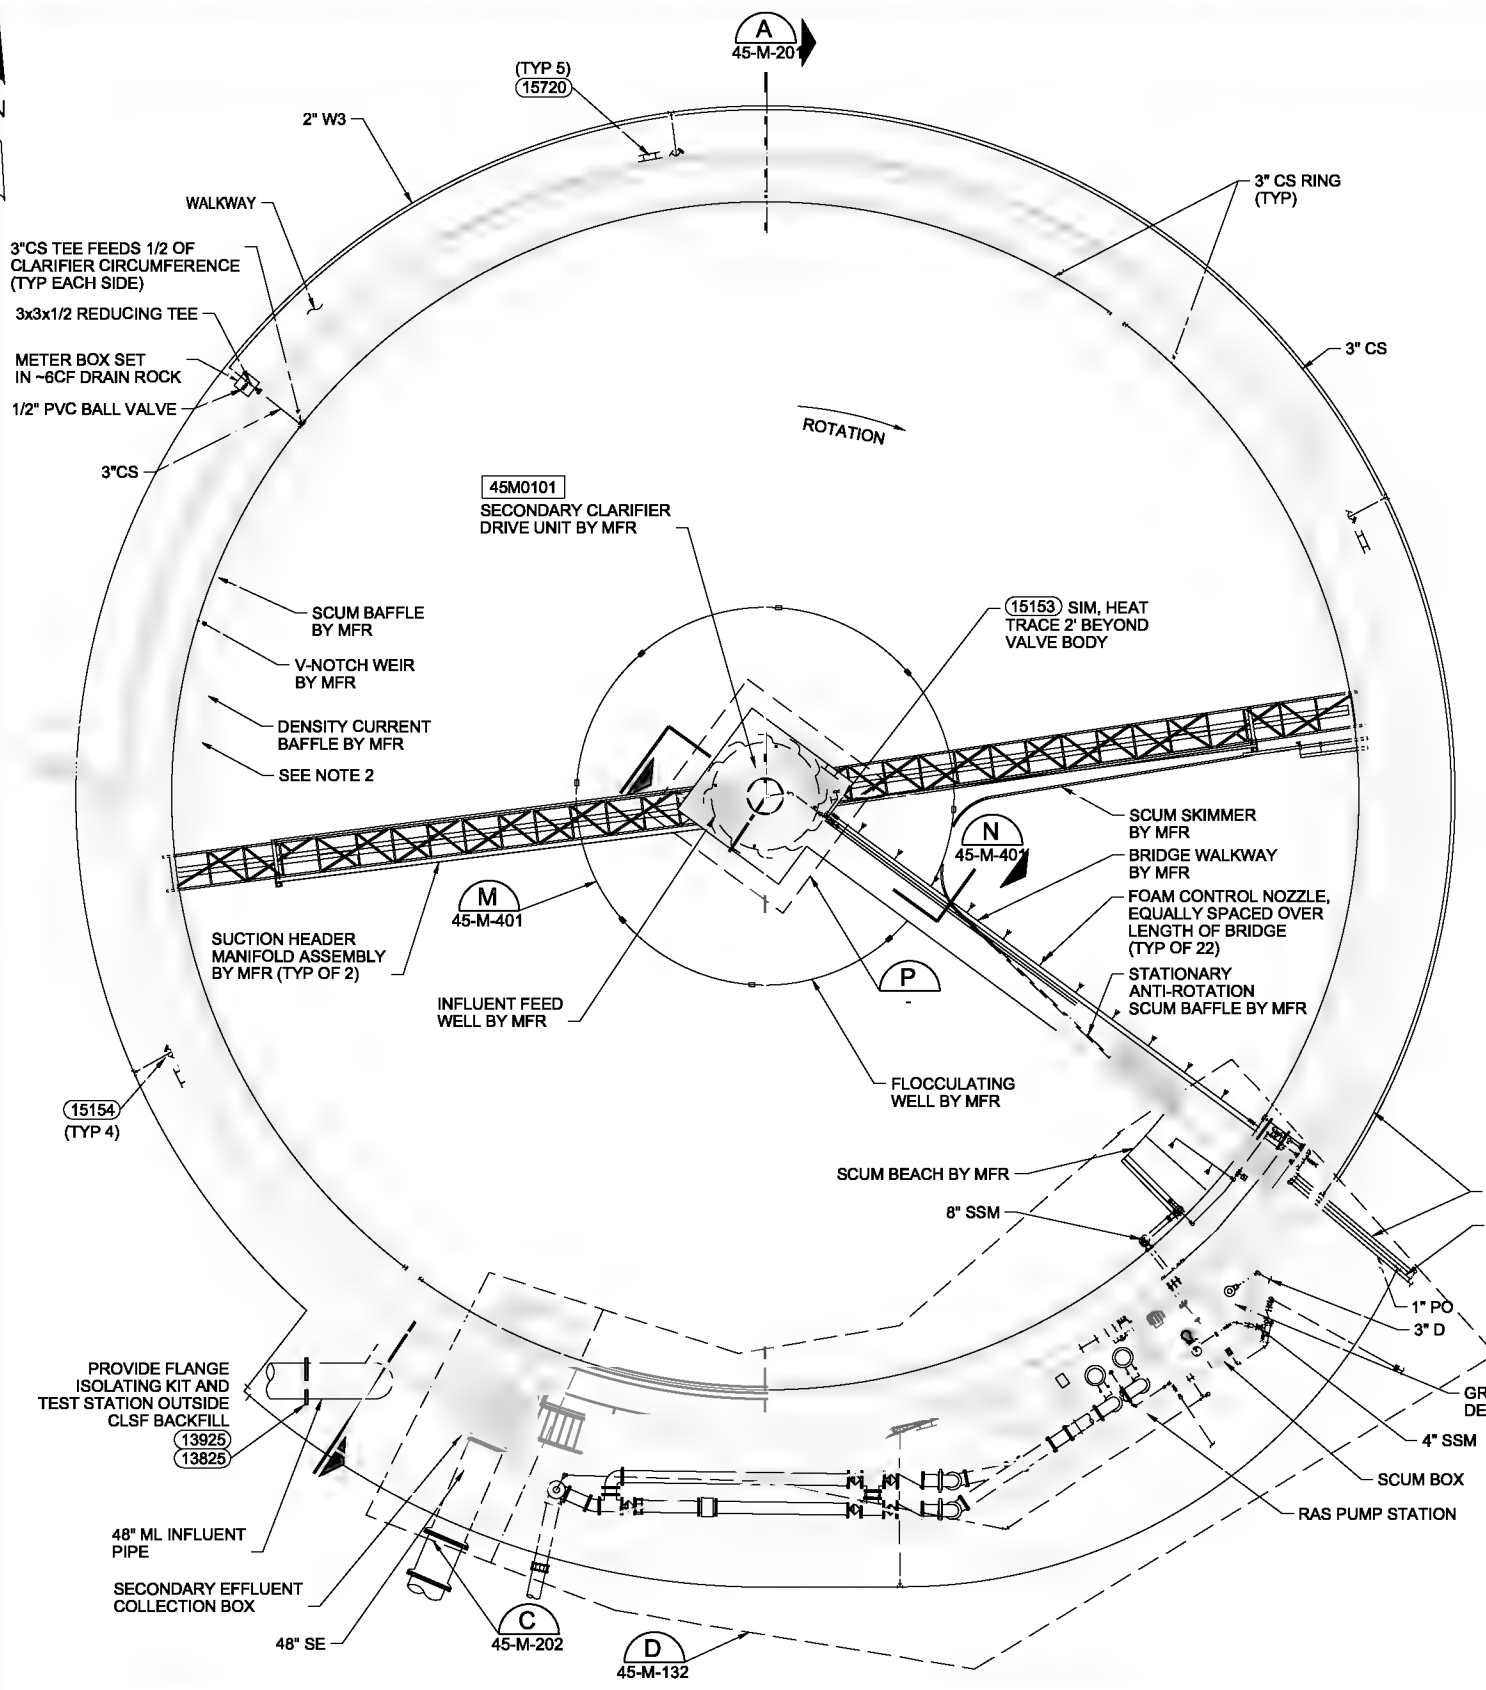 A
45-M-201
(TYP 5)
15720
2" W3
N
WALKWAY
3" CS RING
(TYP)
3"CS TEE FEEDS 1/2 OF
CLARIFIER CIRCUMFERENCE
(TYP EACH SIDE)
3x3x1/2 REDUCING TEE
METER BOX SET
IN ~6CF DRAIN ROCK
1/2" PVC BALL VALVE
3" CS
ROTATION
3"CS
45M0101
SECONDARY CLARIFIER
DRIVE UNIT BY MFR
SCUM BAFFLE
BY MFR
15153 SIM, HEAT
TRACE 2' BEYOND
VALVE BODY
V-NOTCH WEIR
BY MFR
DENSITY CURRENT
BAFFLE BY MFR
SEE NOTE 2
SCUM SKIMMER
BY MFR
N
45-M-401
BRIDGE WALKWAY
BY MFR
M
45-M-401
FOAM CONTROL NOZZLE,
EQUALLY SPACED OVER
LENGTH OF BRIDGE
(TYP OF 22)
SUCTION HEADER
MANIFOLD ASSEMBLY
BY MFR (TYP OF 2)
P
-
STATIONARY
ANTI-ROTATION
SCUM BAFFLE BY MFR
INFLUENT FEED
WELL BY MFR
FLOCCULATING
WELL BY MFR
15154
(TYP 4)
SCUM BEACH BY MFR
8" SSM
1" PO
3" D
PROVIDE FLANGE
ISOLATING KIT AND
TEST STATION OUTSIDE
CLSF BACKFILL
13925
13825
GR
DE
4" SSM
SCUM BOX
RAS PUMP STATION
48" ML INFLUENT
PIPE
SECONDARY EFFLUENT
COLLECTION BOX
48" SE
C
45-M-202
D
45-M-132